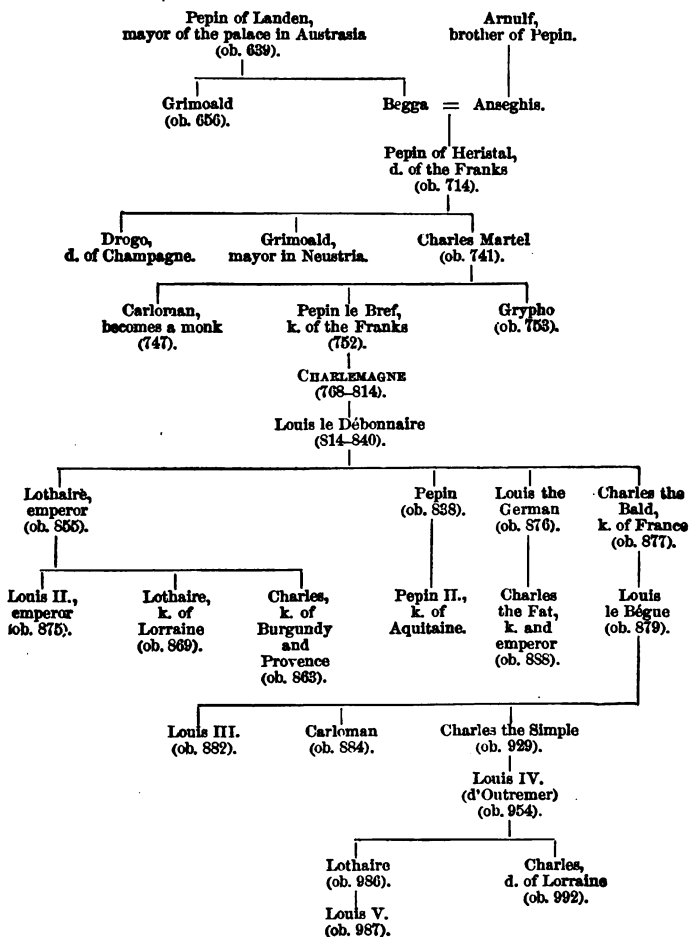 Pepin of Landen,
mayor of the palace in Austrasia
(ob. 639).
Arnulf,
brother of Pepin.
Grimoald
(ob. 656).
Begga = Anseghis.
Pepin of Heristal,
d. of the Franks
(ob. 714).
Drogo,
d. of Champagne.
Grimoald,
mayor in Neustria.
Charles Martel
(ob. 741).
Carloman,
becomes a monk
(747).
Pepin le Bref,
k. of the Franks
(752).
Grypho
(ob. 753).
CHARLEMAGNE
(768–814).
Louis le Débonnaire
(814–840).
Lothaire,
emperor
(ob. 855).
Pepin
(ob. 838).
Louis the
German
(ob. 876).
Charles the
Bald,
k. of France
(ob. 877).
Louis II.,
emperor
(ob. 875).
Lothaire,
k. of
Lorraine
(ob. 869).
Charles,
k. of
Burgundy
and
Provence
(ob. 863).
Pepin II.,
k. of
Aquitaine.
Charles
the Fat,
k. and
emperor
(ob. 888).
Louis
le Bégue
(ob. 879).
Louis III.
(ob. 882).
Carloman
(ob. 884).
Charles the Simple
(ob. 929).
Louis IV.
(d'Outremer)
(ob. 954).
Lothaire
(ob. 986).
Charles,
d. of Lorraine
(ob. 992).
Louis V.
(ob. 987).